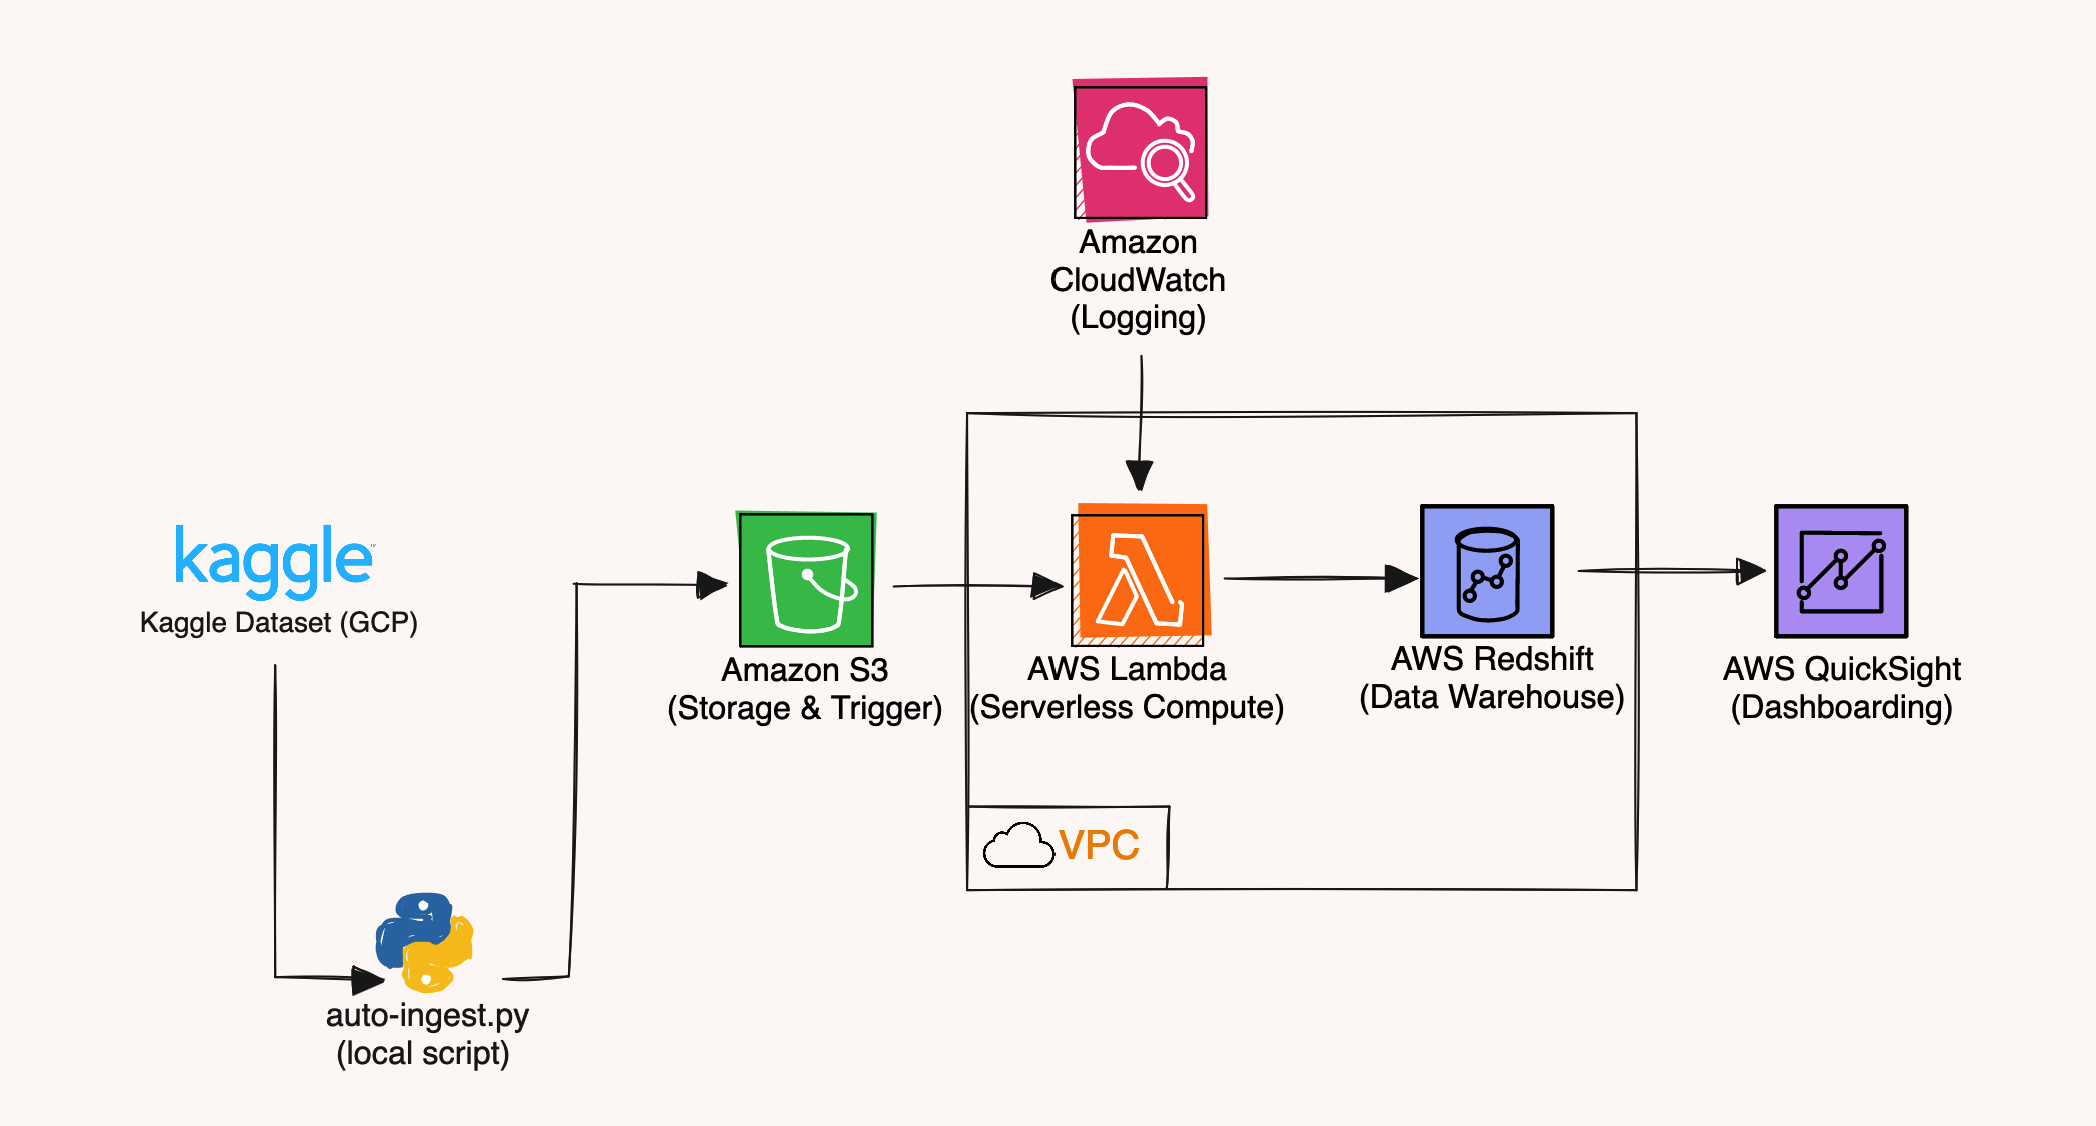 Amazon
CloudWatch
(Logging)
kaggle™
Kaggle Dataset (GCP)
Amazon S3
(Storage & Trigger)
AWS Lambda
(Serverless Compute)
AWS Redshift
(Data Warehouse)
AWS QuickSight
(Dashboarding)
VPC
auto-ingest.py
(local script)